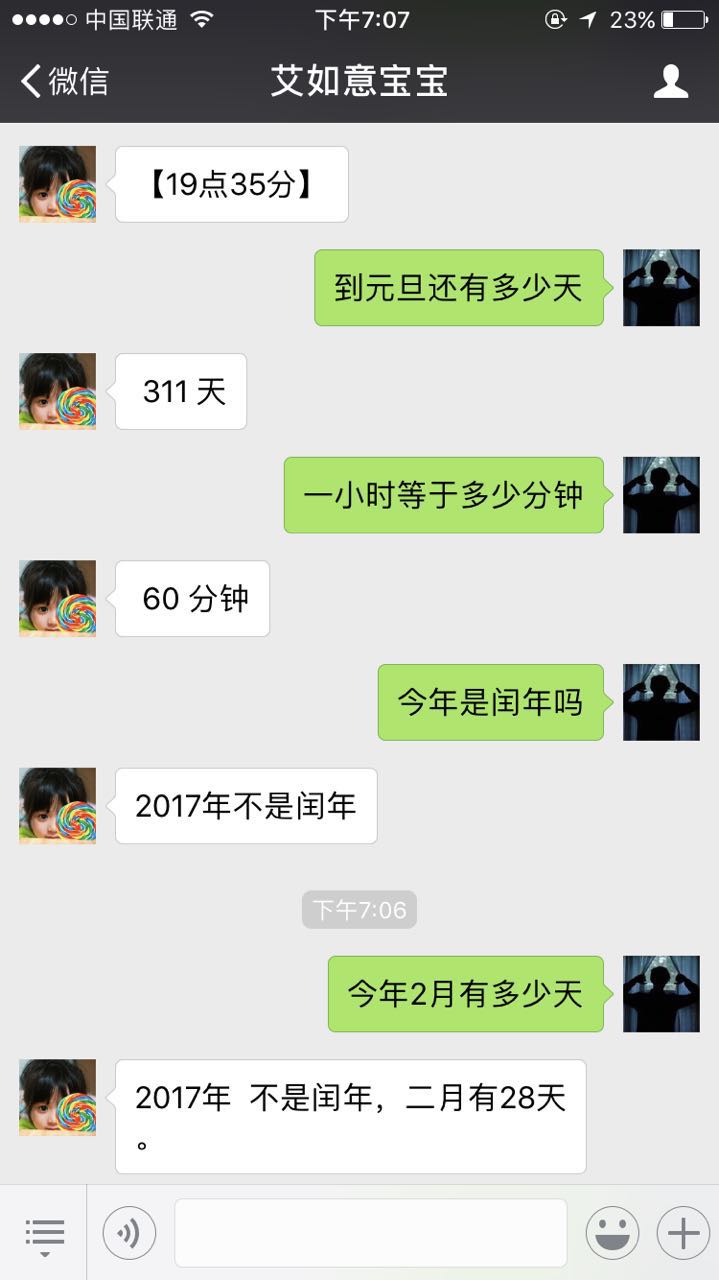 中国联通 下午7:07 23%
微信 艾如意宝宝
【19点35分】
到元旦还有多少天
311 天
一小时等于多少分钟
60 分钟
今年是闰年吗
2017年不是闰年
下午7:06
今年2月有多少天
2017年 不是闰年，二月有28天
。